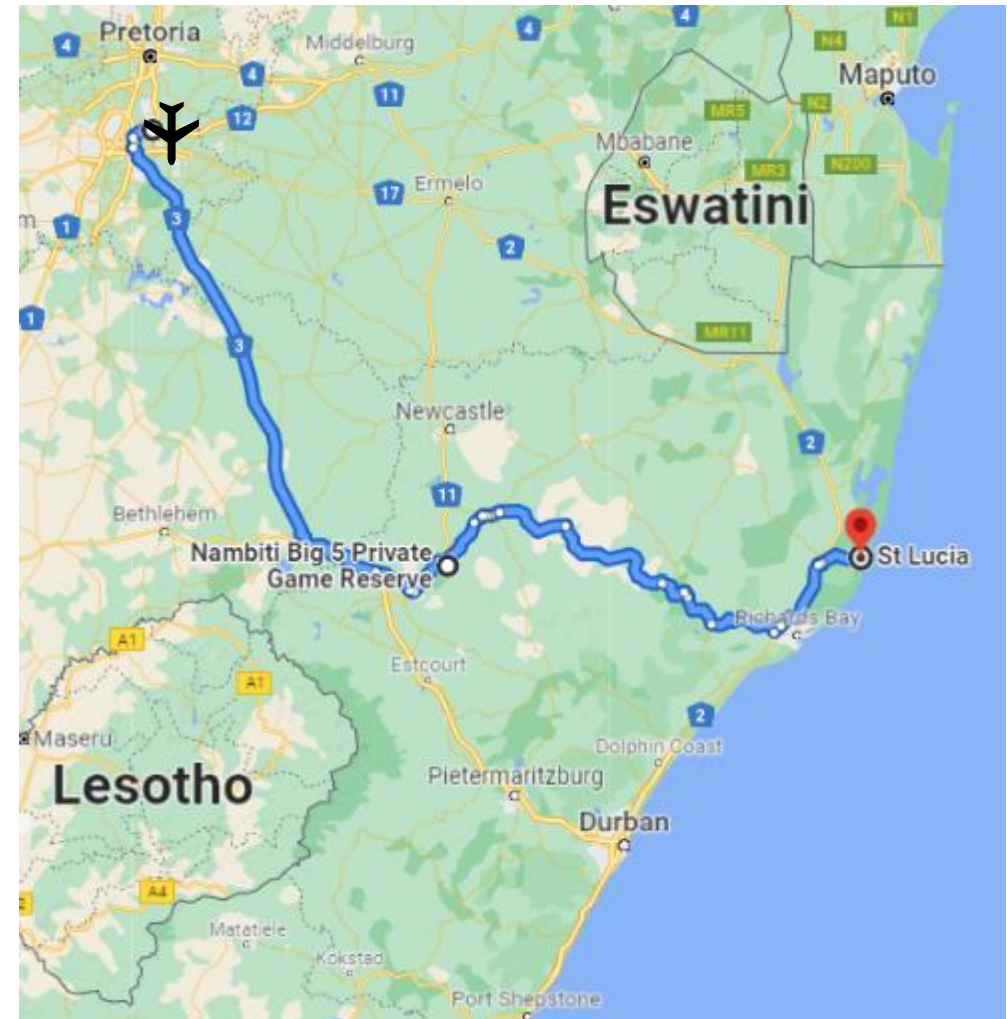 N1
4
4
4
Pretoria
Middelburg
N4
Maputo
4
11
12
MR5
N2
Mbabane
MR3
N200
17
Ermelo
Eswatini
3
1
2
1
MR11
3
Newcastle
2
11
Bethlehem
Nambiti Big 5 Private
Game Reserve
St Lucia
Richards Bay
A1
Estcourt
A1
2
Maseru
Dolphin Coast
Lesotho
Pietermaritzburg
Durban
A4
Matatiele
Kokstad
Port Shepstone